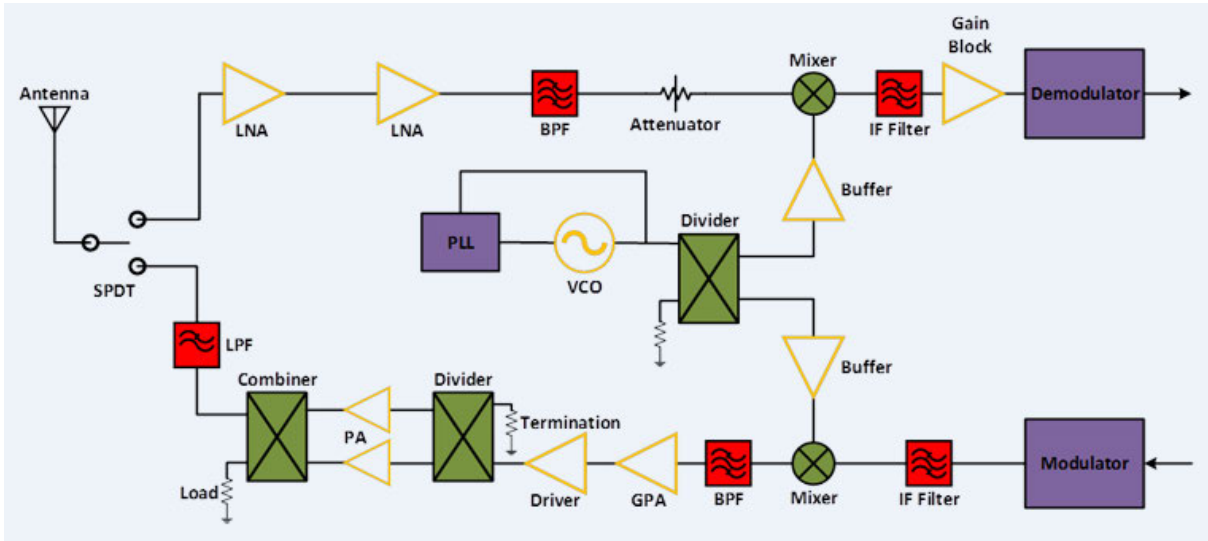 Gain
Block
Mixer
Antenna
Demodulator
LNA
LNA
BPF
Attenuator
IF Filter
Buffer
Divider
PLL
VCO
SPDT
LPF
Buffer
Combiner
Divider
Termination
PA
Modulator
Load
Driver
GPA
BPF
Mixer
IF Filter